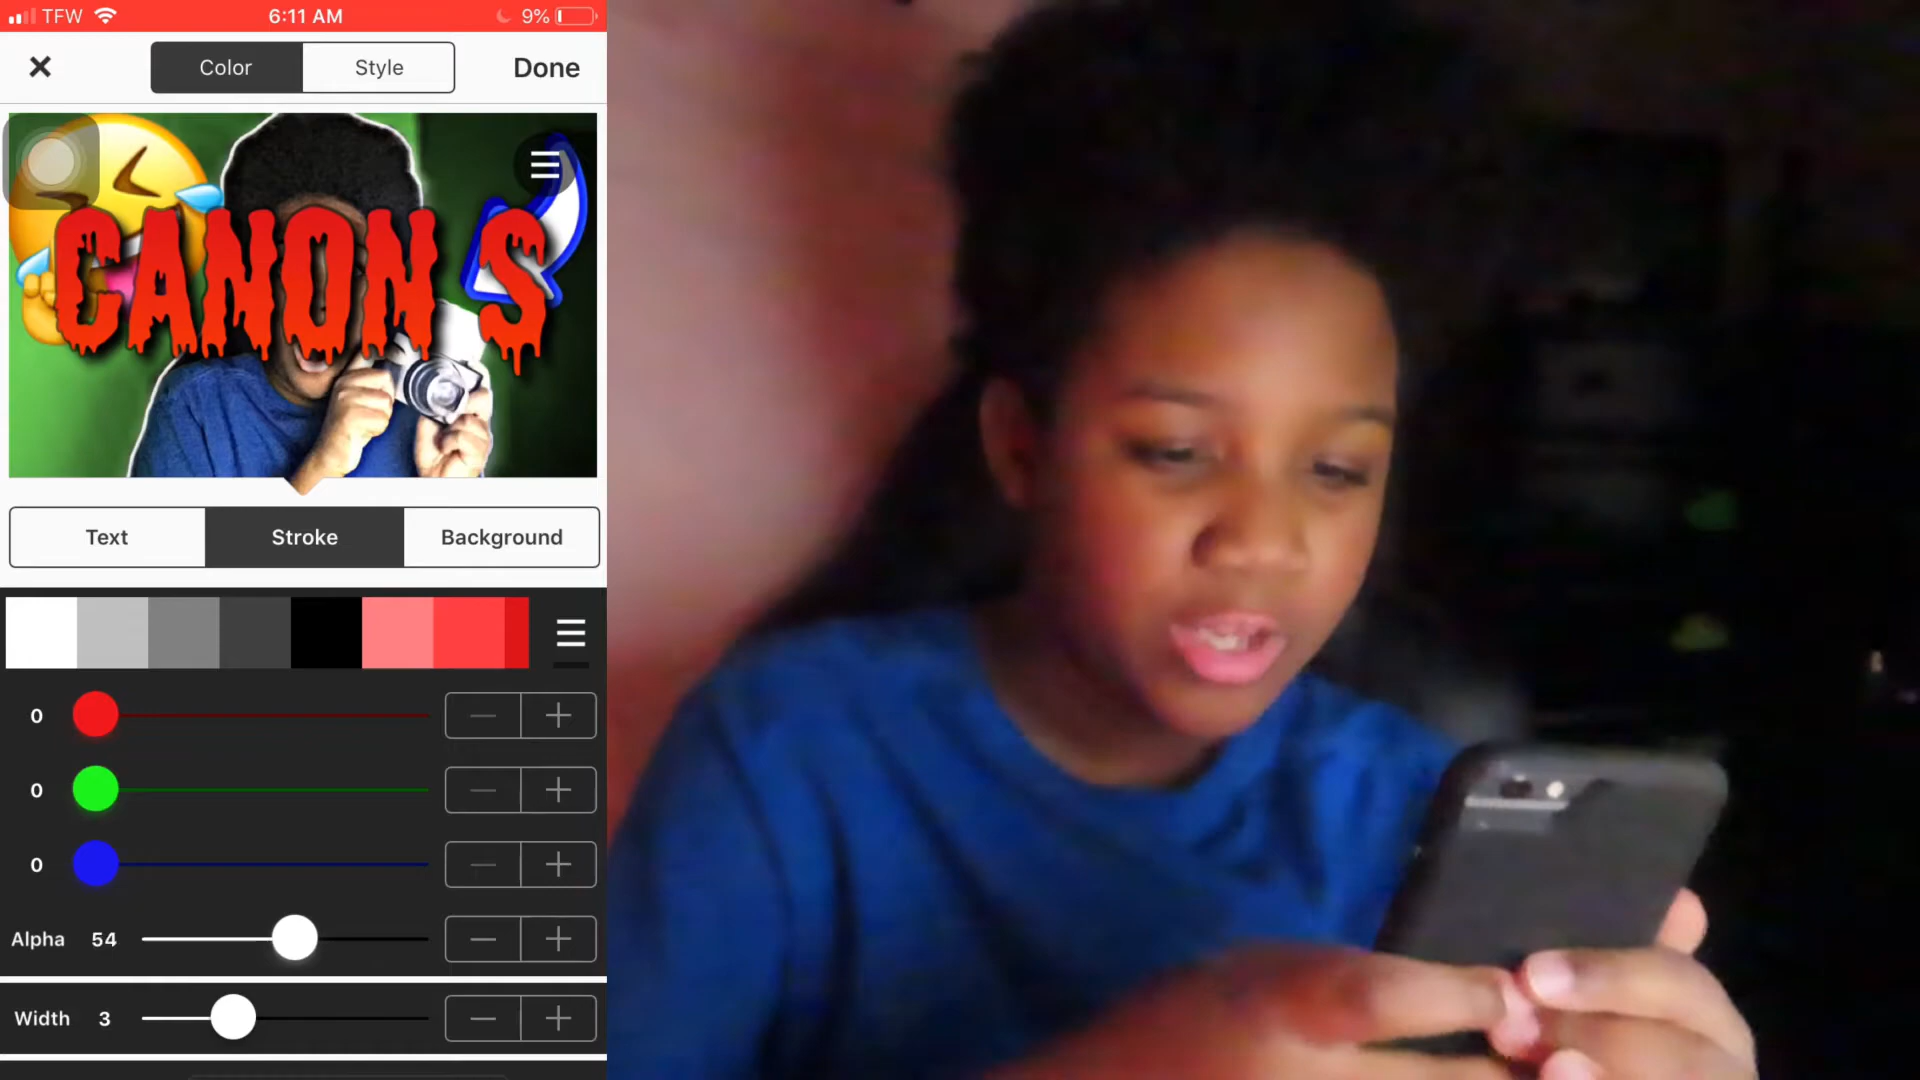 TFW 6:11 AM 9%
Color Style Done
CANON S
Text Stroke Background
0
0
0
Alpha 54
Width 3